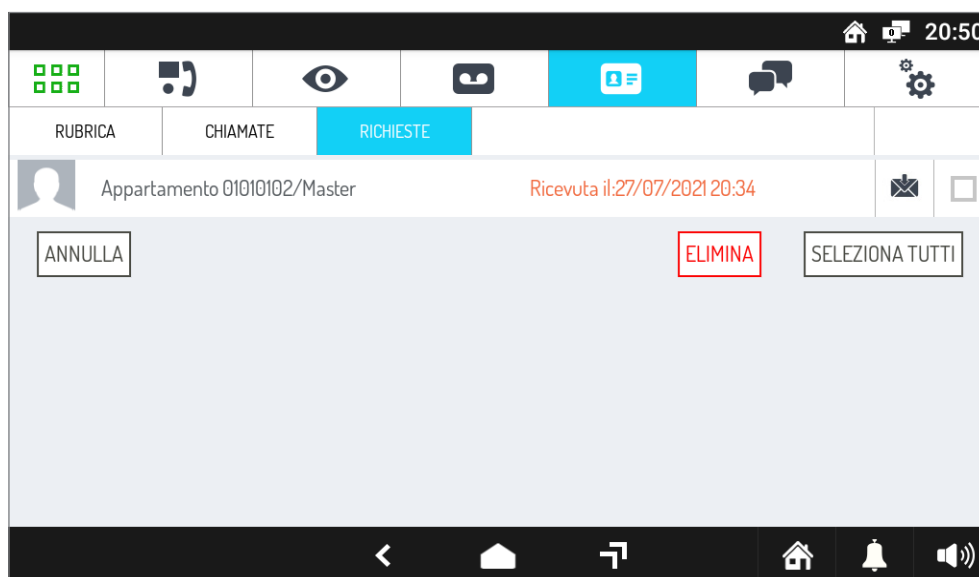 0 20:50
RUBRICA CHIAMATE RICHIESTE
Appartamento 01010102/Master Ricevuta il:27/07/2021 20:34
ANNULLA ELIMINA SELEZIONA TUTTI